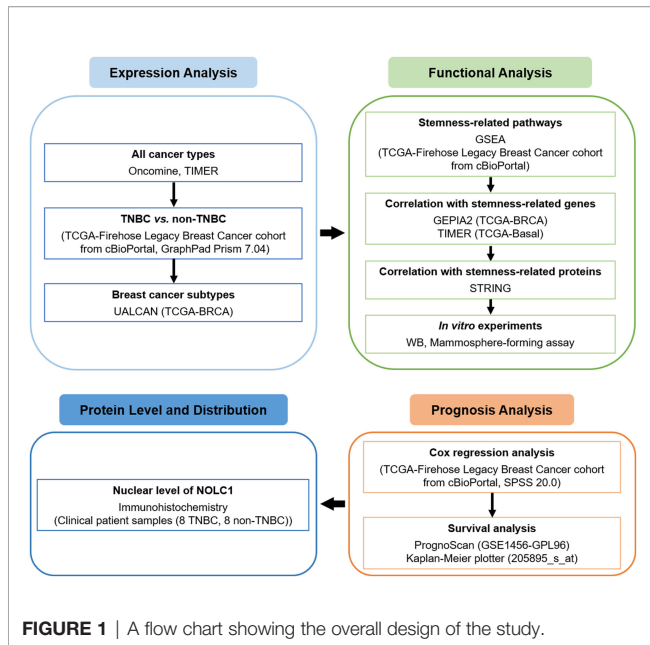 Expression Analysis
All cancer types
Oncomine, TIMER
TNBC vs. non-TNBC
(TCGA-Firehose Legacy Breast Cancer cohort
from cBioPortal, GraphPad Prism 7.04)
Breast cancer subtypes
UALCAN (TCGA-BRCA)
Functional Analysis
Stemness-related pathways
GSEA
(TCGA-Firehose Legacy Breast Cancer cohort
from cBioPortal)
Correlation with stemness-related genes
GEPIA2 (TCGA-BRCA)
TIMER (TCGA-Basal)
Correlation with stemness-related proteins
STRING
In vitro experiments
WB, Mammosphere-forming assay
Protein Level and Distribution
Nuclear level of NOLC1
Immunohistochemistry
(Clinical patient samples (8 TNBC, 8 non-TNBC))
Prognosis Analysis
Cox regression analysis
(TCGA-Firehose Legacy Breast Cancer cohort
from cBioPortal, SPSS 20.0)
Survival analysis
PrognoScan (GSE1456-GPL96)
Kaplan-Meier plotter (205895_s_at)
FIGURE 1 | A flow chart showing the overall design of the study.